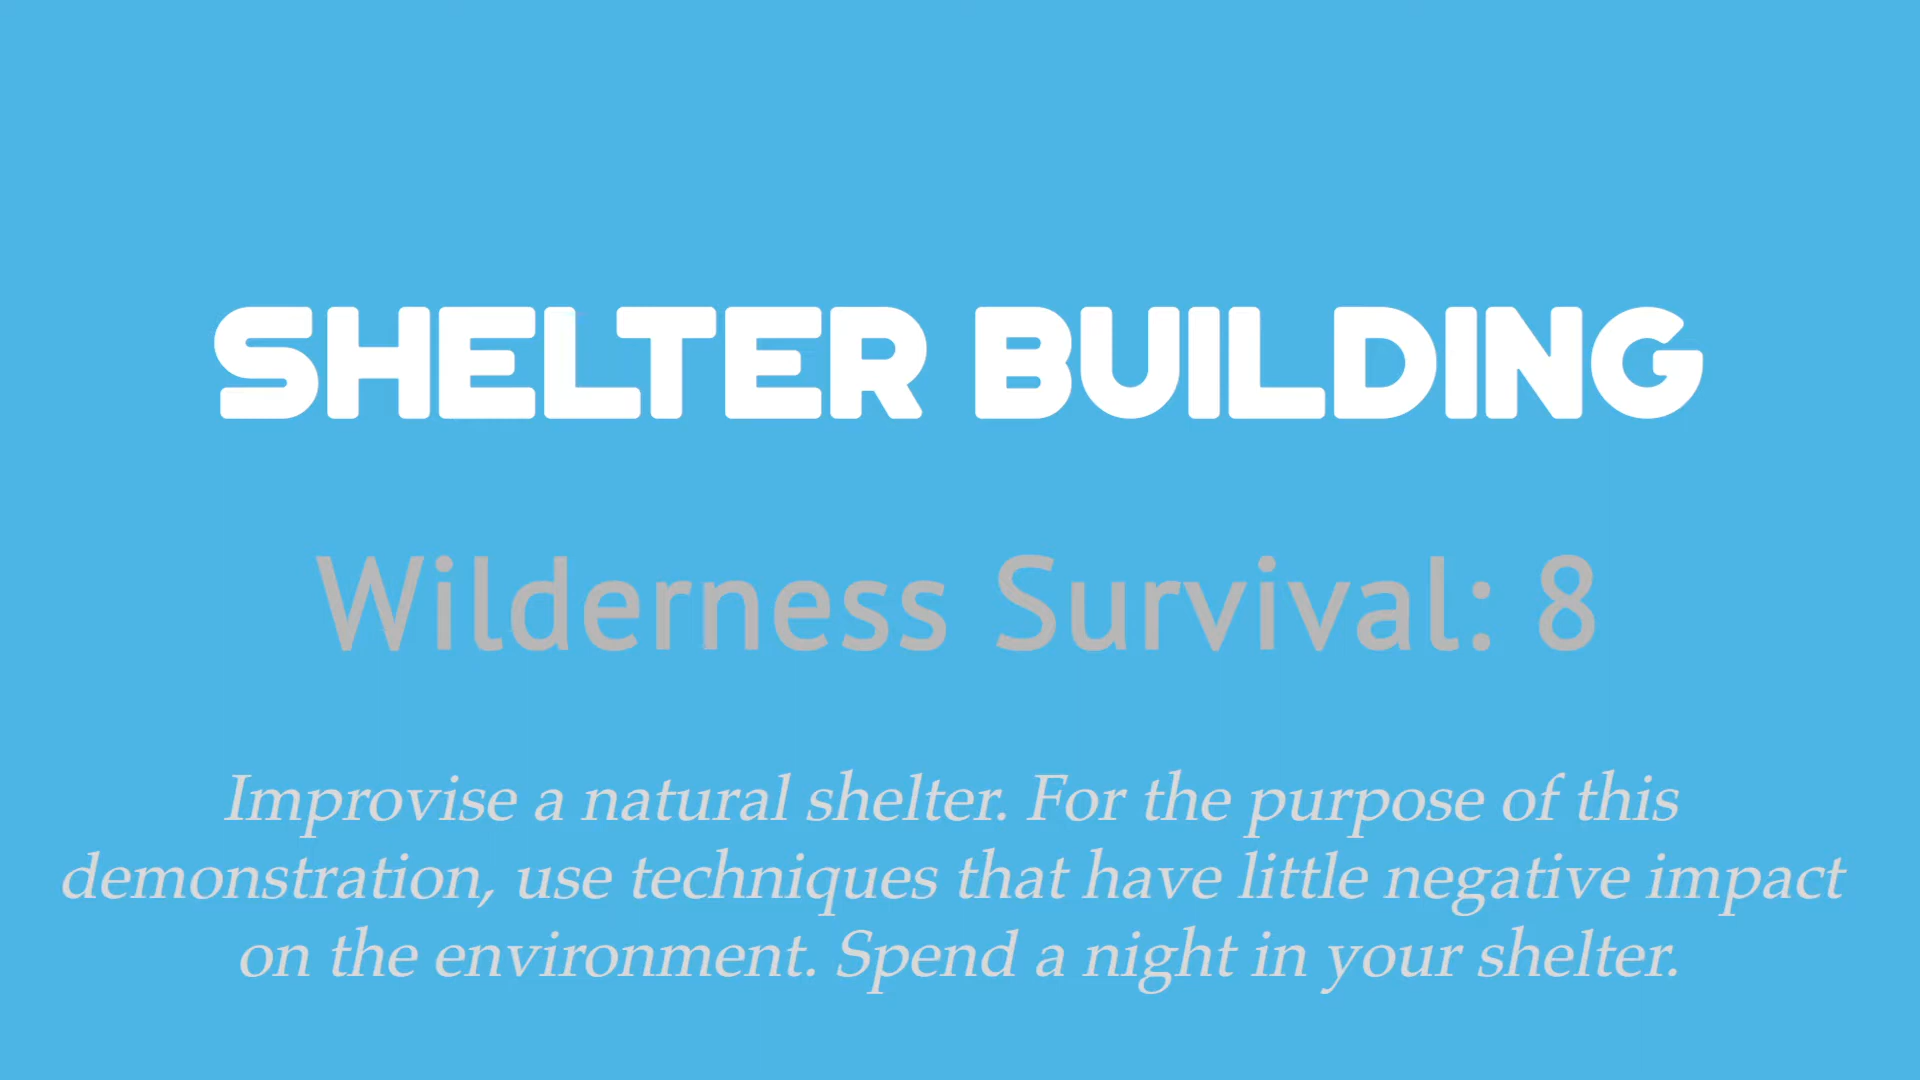 SHELTER BUILDING
Wilderness Survival: 8
Improvise a natural shelter. For the purpose of this
demonstration, use techniques that have little negative impact
on the environment. Spend a night in your shelter.